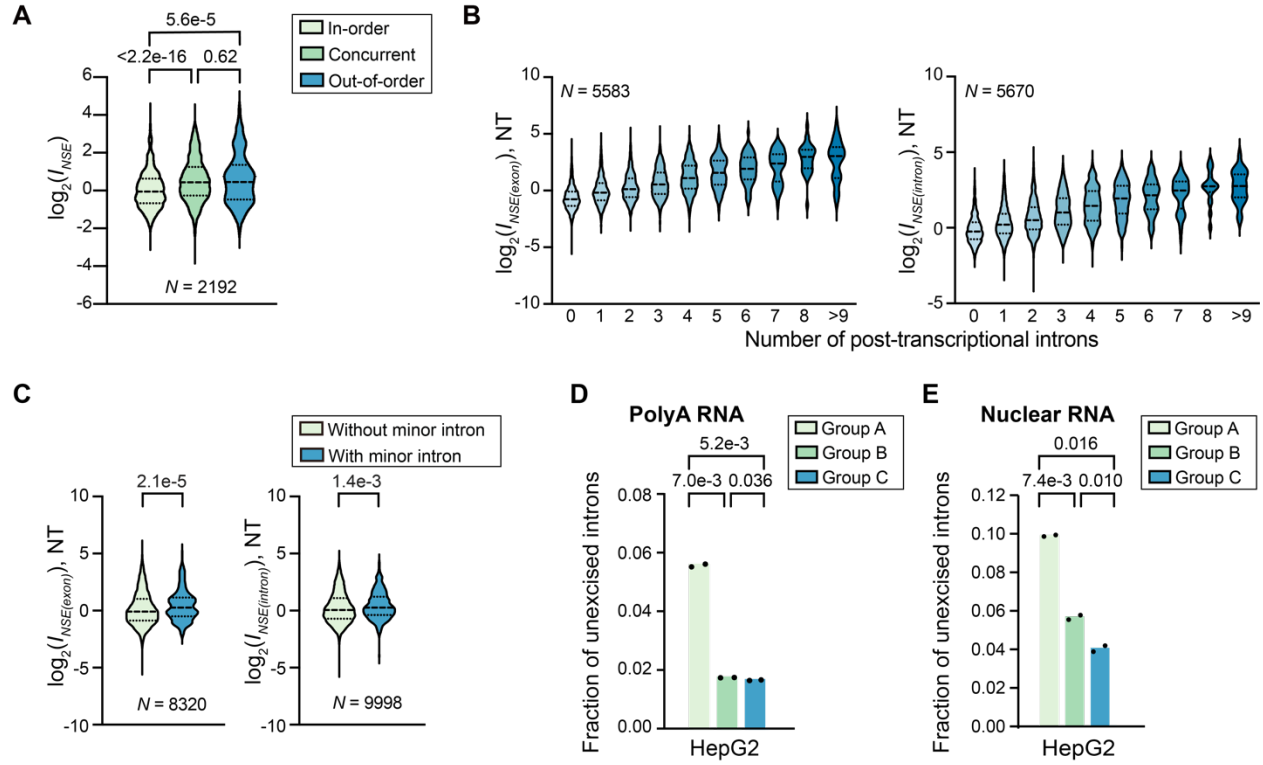 A
5.6e-5
<2.2e-16
0.62
In-order
Concurrent
Out-of-order
log2(INSE)
6
4
2
0
-2
-4
-6
N = 2192
B
log2(INSE(exon)), NT
10
5
0
-5
-10
N = 5583
0 1 2 3 4 5 6 7 8 >9
log2(INSE(intron)), NT
10
5
0
-5
N = 5670
0 1 2 3 4 5 6 7 8 >9
Number of post-transcriptional introns
C
Without minor intron
With minor intron
2.1e-5
log2(INSE(exon)), NT
10
5
0
-5
-10
N = 8320
1.4e-3
log2(INSE(intron)), NT
10
5
0
-5
-10
N = 9998
D
PolyA RNA
Group A
Group B
Group C
5.2e-3
7.0e-3
0.036
Fraction of unexcised introns
0.08
0.06
0.04
0.02
0.00
HepG2
E
Nuclear RNA
Group A
Group B
Group C
0.016
7.4e-3
0.010
Fraction of unexcised introns
0.12
0.10
0.08
0.06
0.04
0.02
0.00
HepG2